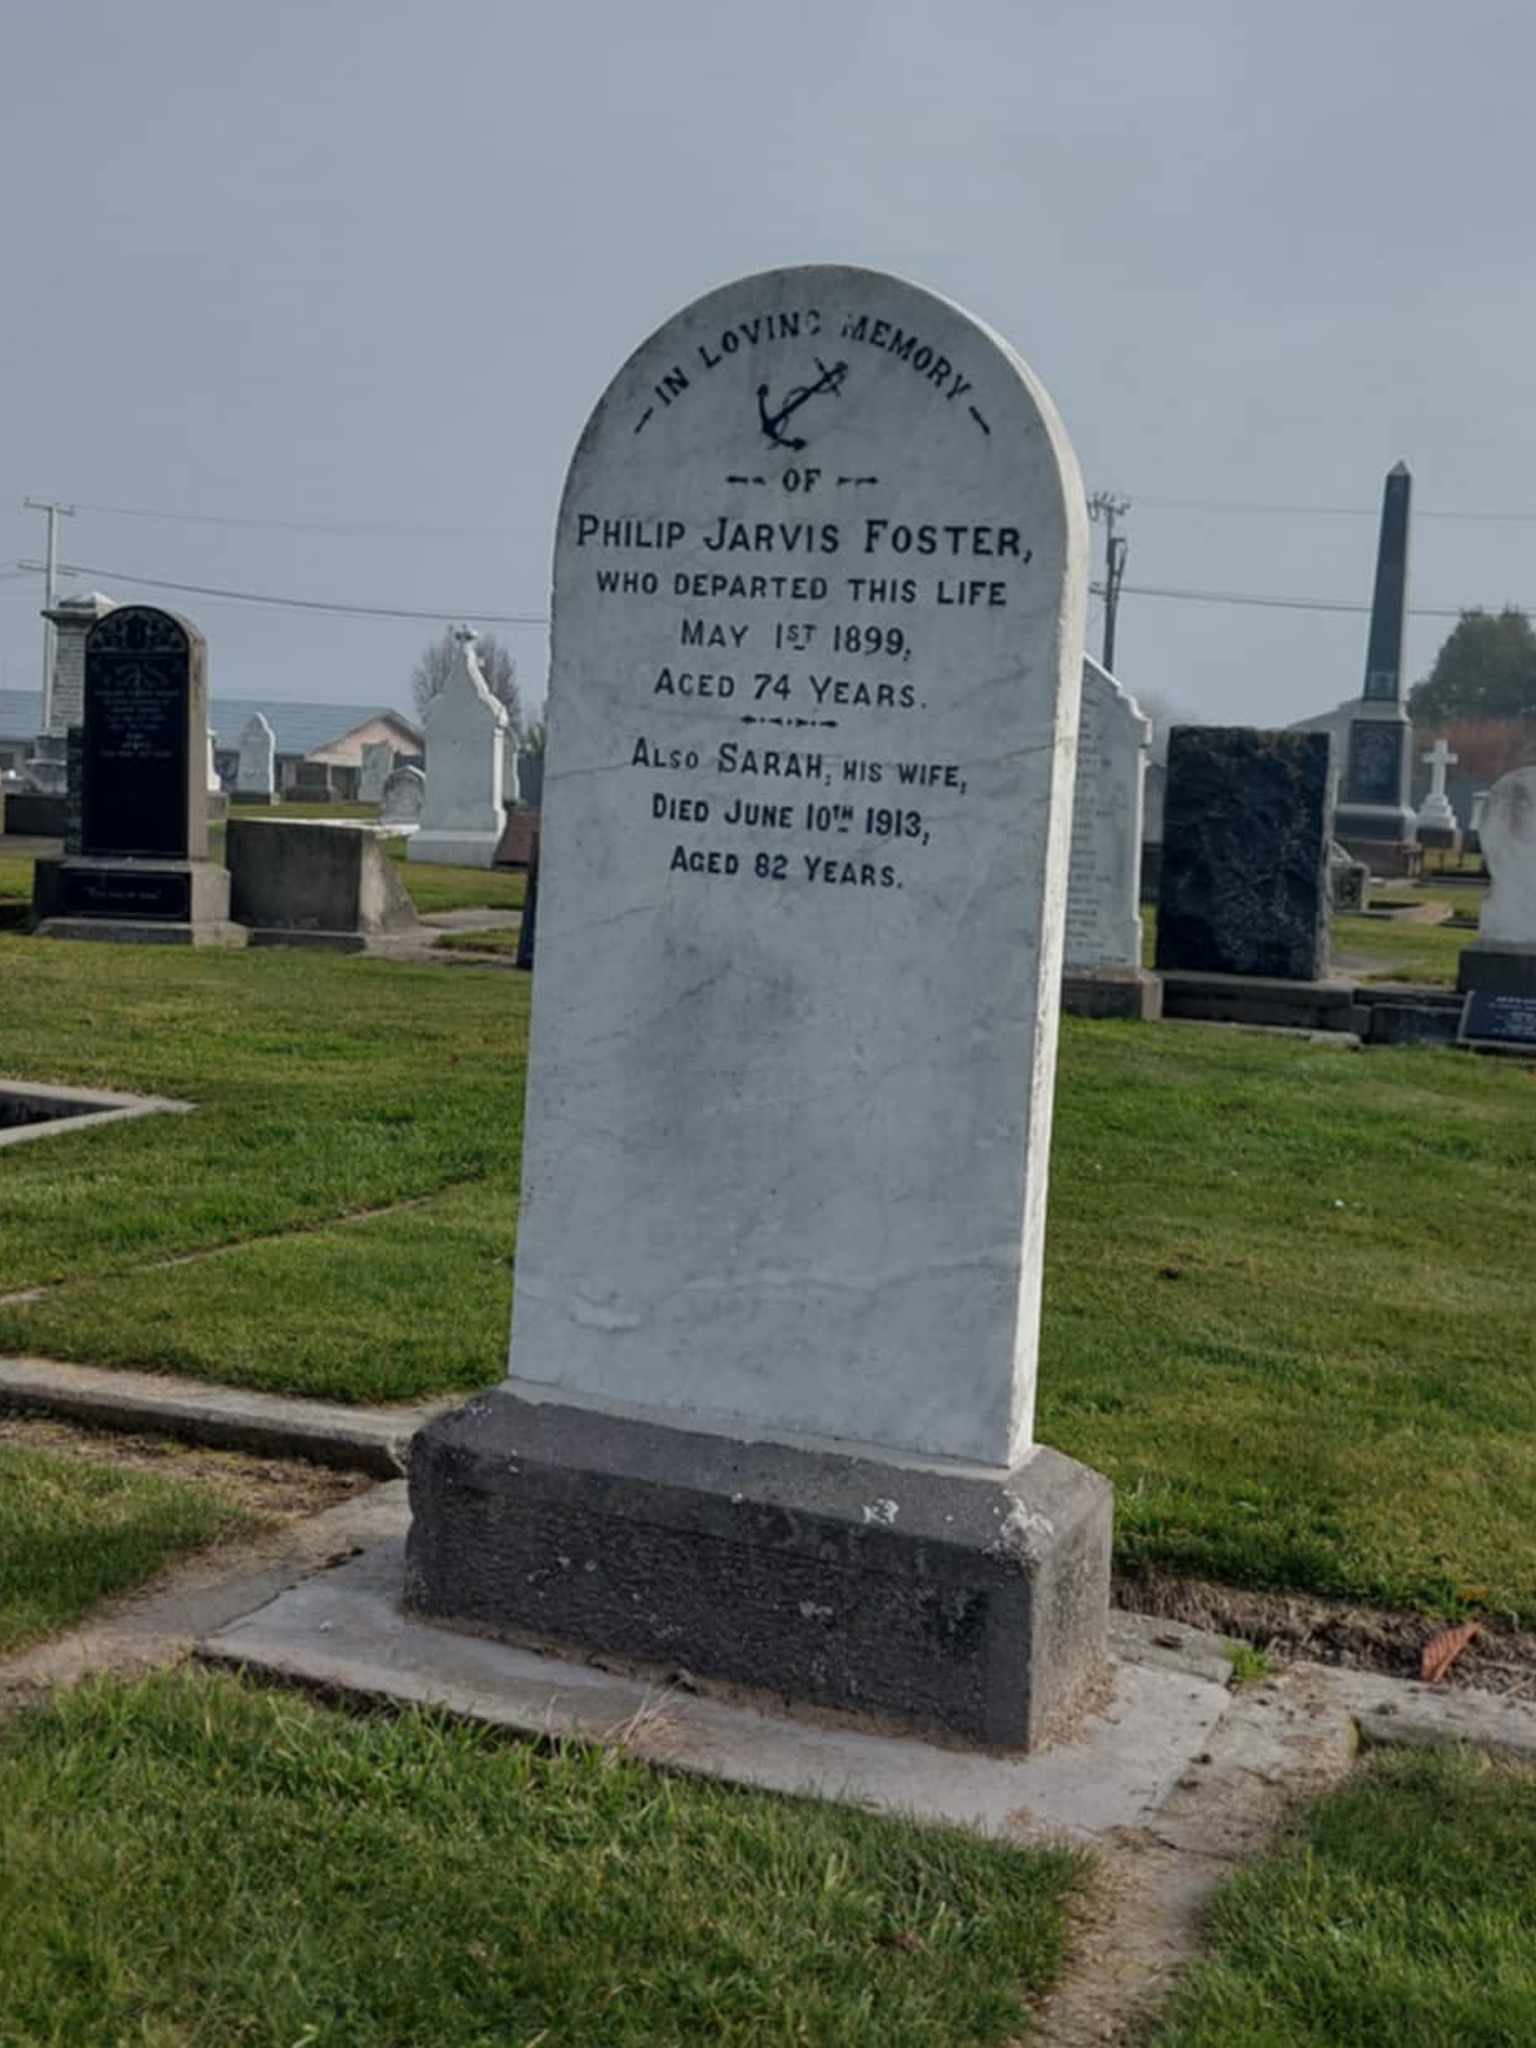 IN LOVING MEMORY
OF
PHILIP JARVIS FOSTER,
WHO DEPARTED THIS LIFE
MAY 1ST 1899,
AGED 74 YEARS.
ALSO SARAH, HIS WIFE,
DIED JUNE 10TH 1913,
AGED 82 YEARS.